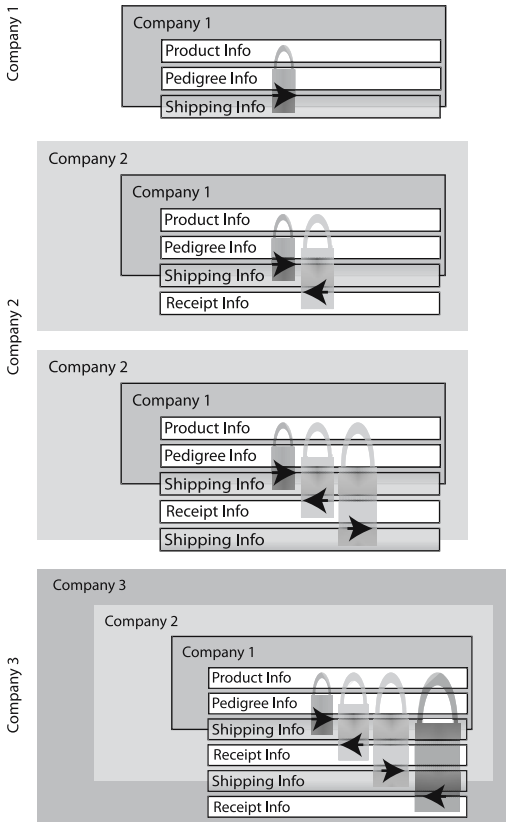 Company 1
Company 1
Product Info
Pedigree Info
Shipping Info
Company 2
Company 2
Company 1
Product Info
Pedigree Info
Shipping Info
Receipt Info
Company 2
Company 1
Product Info
Pedigree Info
Shipping Info
Receipt Info
Shipping Info
Company 3
Company 3
Company 2
Company 1
Product Info
Pedigree Info
Shipping Info
Receipt Info
Shipping Info
Receipt Info